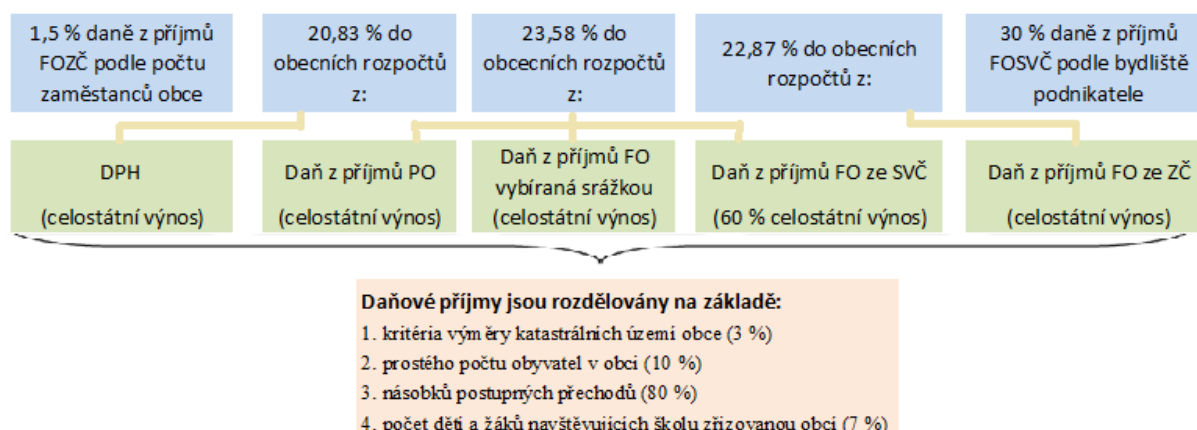 1,5 % daně z příjmů
FOZČ podle počtu
zaměstanců obce
20,83 % do
obecních rozpočtů
z:
23,58 % do
obcecních rozpočtů
z:
22,87 % do obecních
rozpočtů z:
30 % daně z příjmů
FOSVČ podle bydliště
podnikatele
DPH
(celostátní výnos)
Daň z příjmů PO
(celostátní výnos)
Daň z příjmů FO
vybíraná srážkou
(celostátní výnos)
Daň z příjmů FO ze SVČ
(60 % celostátní výnos)
Daň z příjmů FO ze ZČ
(celostátní výnos)
Daňové příjmy jsou rozdělovány na základě:
1. kritéria výměry katastrálních území obce (3 %)
2. prostého počtu obyvatel v obci (10 %)
3. násobků postupných přechodů (80 %)
4. počet dětí a žáků navštěvujících školu zřizovanou obcí (7 %)